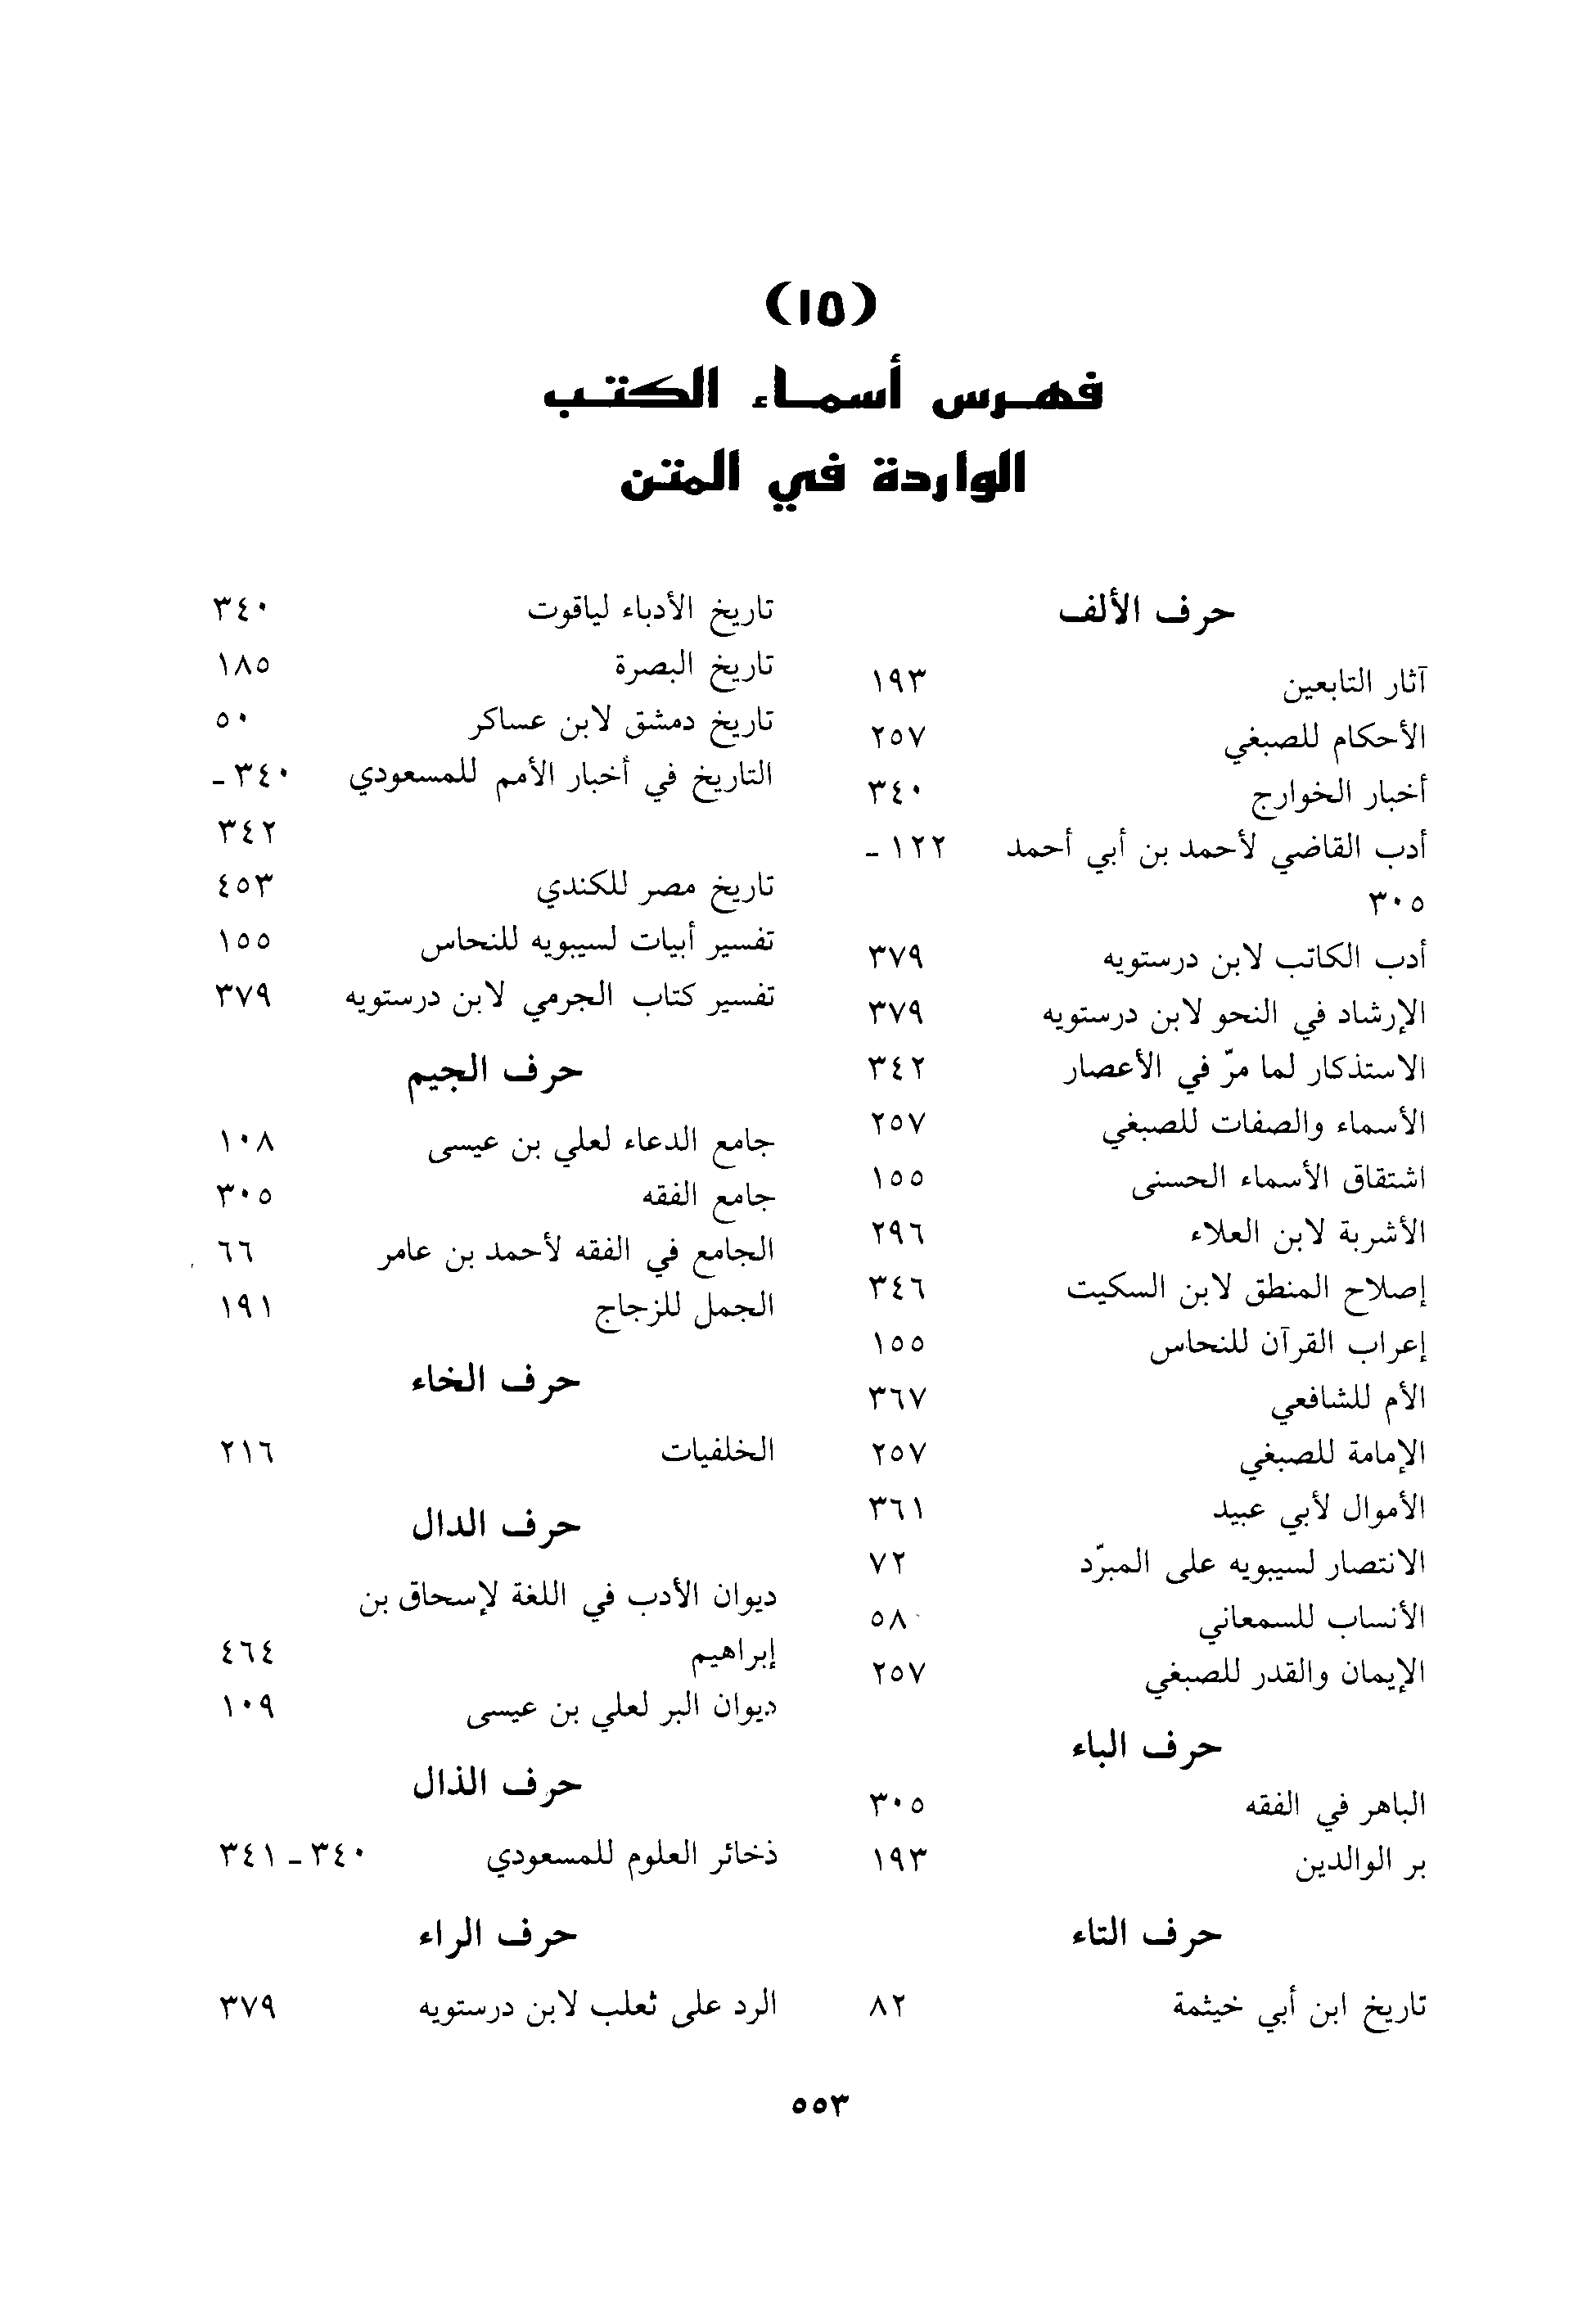 (١٥)
فهرس أسماء الكتب
الواردة في المتن
حرف الألف
آثار التابعين ١٩٣
الأحكام للصبغي ٢٥٧
أخبار الخوارج ٣٤٠
أدب القاضي لأحمد بن أبي أحمد ١٢٢ -
٣٠٥
أدب الكاتب لابن درستويه ٣٧٩
الإرشاد في النحو لابن درستويه ٣٧٩
الاستذكار لما مرّ في الأعصار ٣٤٢
الأسماء والصفات للصبغي ٢٥٧
اشتقاق الأسماء الحسنى ١٥٥
الأشربة لابن العلاء ٢٩٦
إصلاح المنطق لابن السكيت ٣٤٦
إعراب القرآن للنحاس ١٥٥
الأم للشافعي ٣٦٧
الإمامة للصبغي ٢٥٧
الأموال لأبي عبيد ٣٦١
الانتصار لسيبويه على المبرّد ٧٢
الأنساب للسمعاني ٥٨٠
الإيمان والقدر للصبغي ٢٥٧
حرف الباء
الباهر في الفقه ٣٠٥
بر الوالدين ١٩٣
حرف التاء
تاريخ ابن أبي خيثمة ٨٢
تاريخ الأدباء لياقوت ٣٤٠
تاريخ البصرة ١٨٥
تاريخ دمشق لابن عساكر ٥٠
التاريخ في أخبار الأمم للمسعودي ٣٤٠ -
٣٤٢
تاريخ مصر للكندي ٤٥٣
تفسير أبيات لسيبويه للنحاس ١٥٥
تفسير كتاب الجرمي لابن درستويه ٣٧٩
حرف الجيم
جامع الدعاء لعلي بن عيسى ١٠٨
جامع الفقه ٣٠٥
الجامع في الفقه لأحمد بن عامر ٦٦
الجمل للزجاج ١٩١
حرف الخاء
الخلفيات ٢١٦
حرف الدال
ديوان الأدب في اللغة لإسحاق بن
إبراهيم ٤٦٤
ديوان البر لعلي بن عيسى ١٠٩
حرف الذال
ذخائر العلوم للمسعودي ٣٤٠ - ٣٤١
حرف الراء
الرد على ثعلب لابن درستويه ٣٧٩
٥٥٣